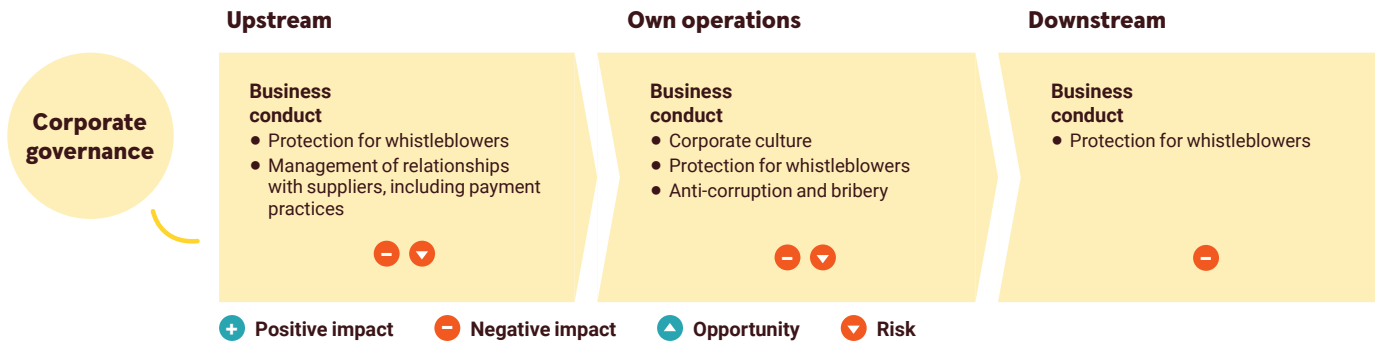 Upstream
Own operations
Downstream
Corporate
governance
Business
conduct
● Protection for whistleblowers
● Management of relationships
with suppliers, including payment
practices
Business
conduct
● Corporate culture
● Protection for whistleblowers
● Anti-corruption and bribery
Business
conduct
● Protection for whistleblowers
Positive impact
Negative impact
Opportunity
Risk